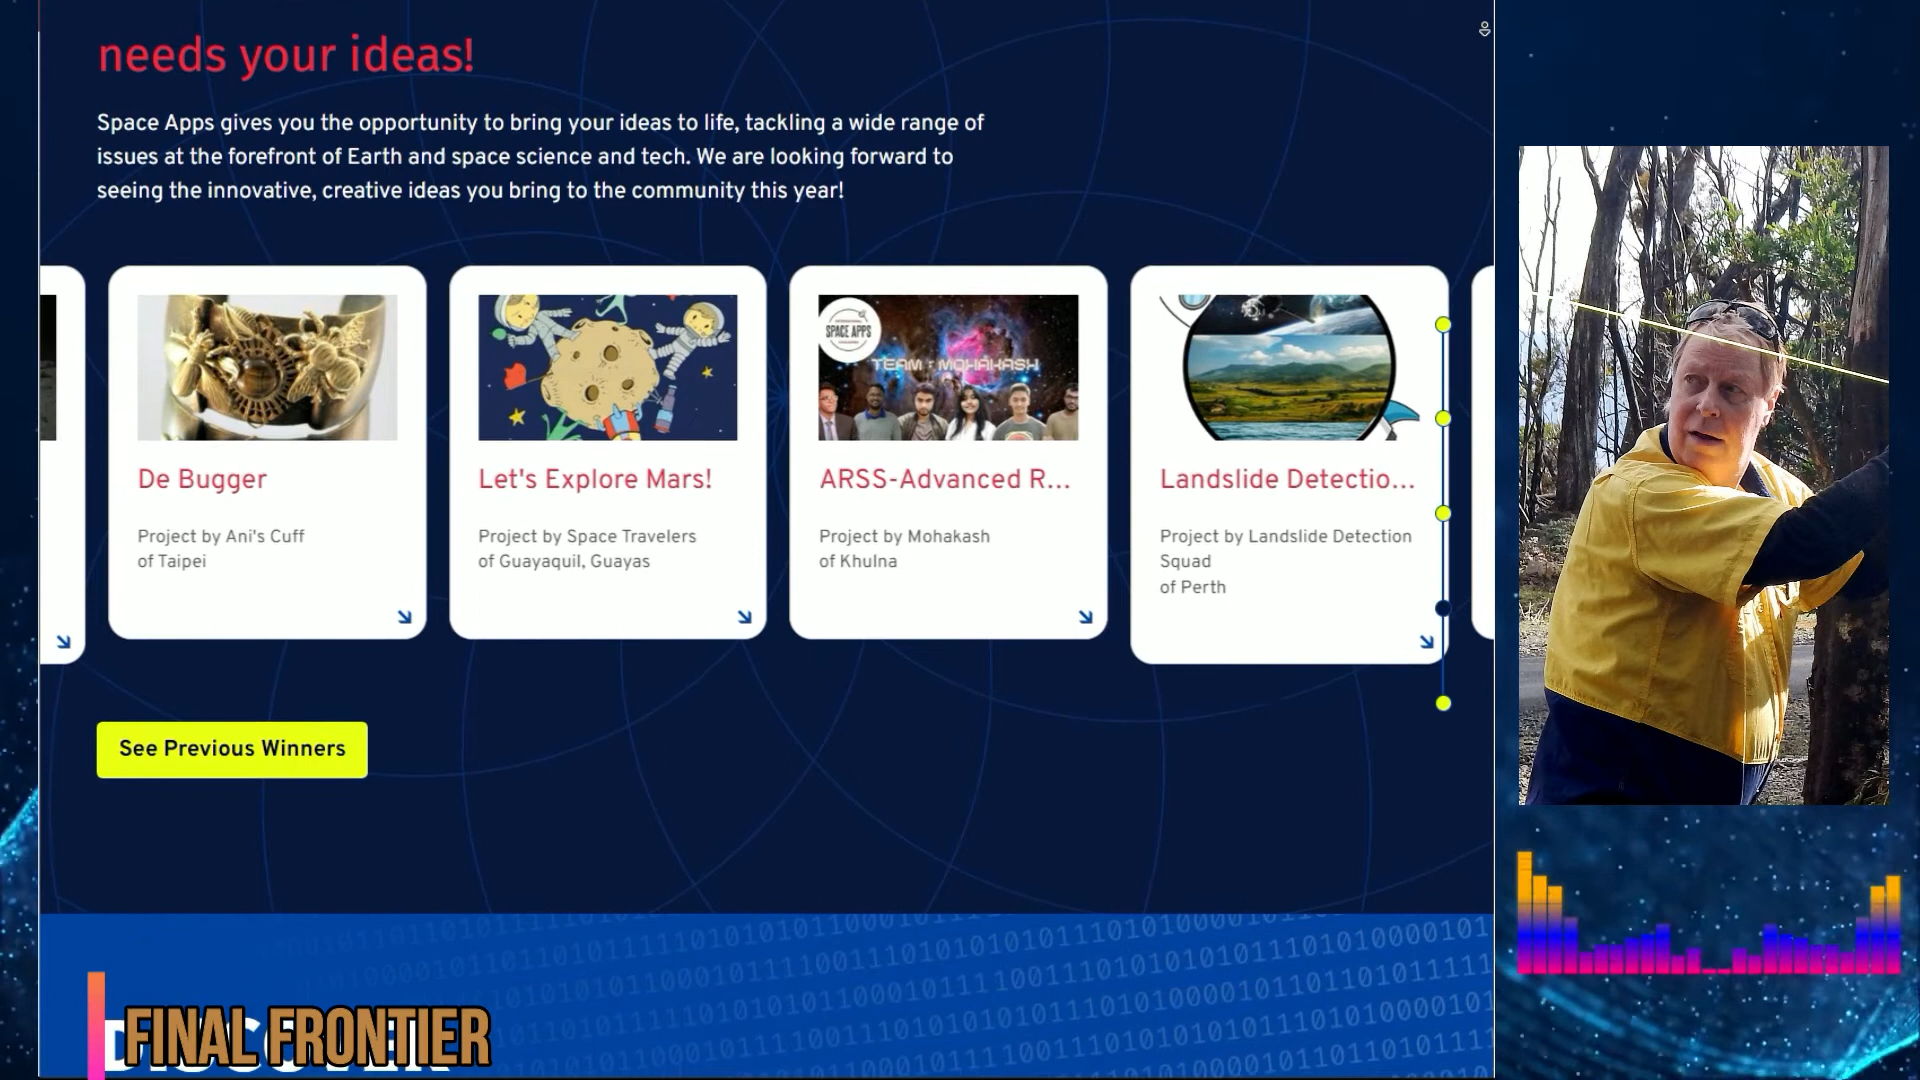 needs your ideas!
Space Apps gives you the opportunity to bring your ideas to life, tackling a wide range of
issues at the forefront of Earth and space science and tech. We are looking forward to
seeing the innovative, creative ideas you bring to the community this year!
SPACE APPS
TEAM : MOHAKASH
De Bugger
Let's Explore Mars!
ARSS-Advanced R...
Landslide Detectio...
Project by Ani's Cuff
of Taipei
Project by Space Travelers
of Guayaquil, Guayas
Project by Mohakash
of Khulna
Project by Landslide Detection
Squad
of Perth
See Previous Winners
FINAL FRONTIER